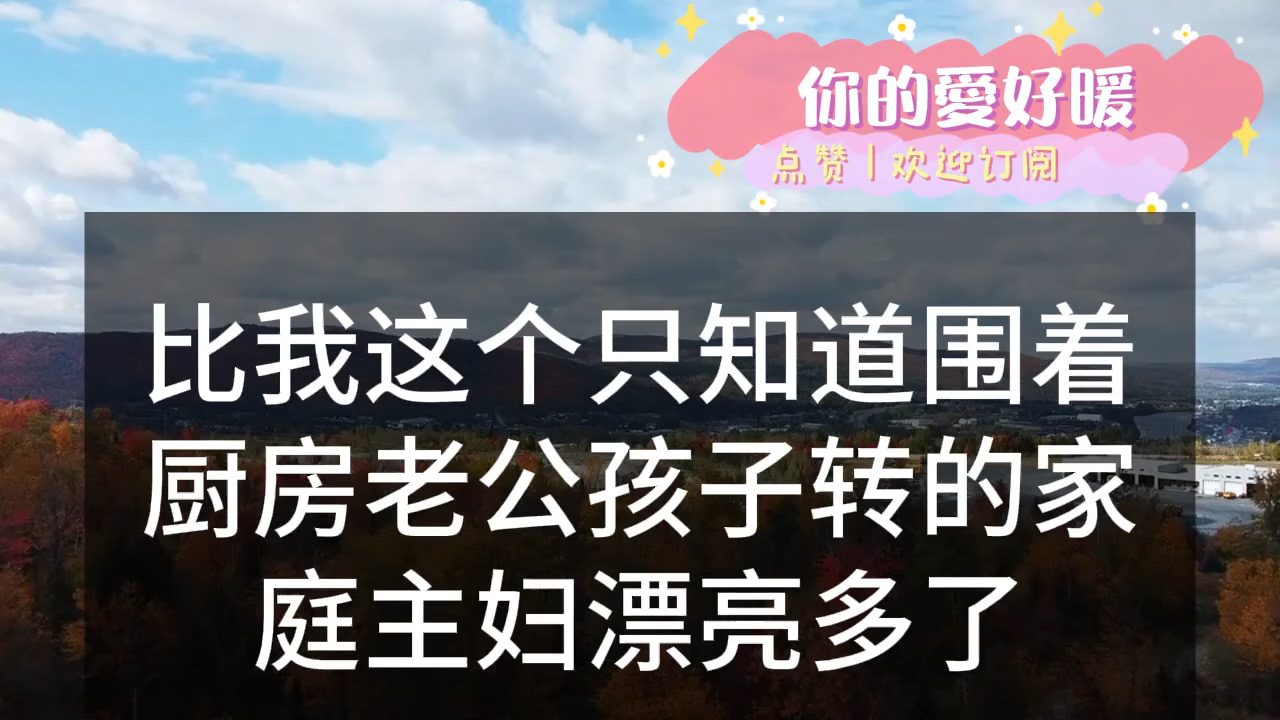 你的愛好暖
点赞丨欢迎订阅
比我这个只知道围着
厨房老公孩子转的家
庭主妇漂亮多了